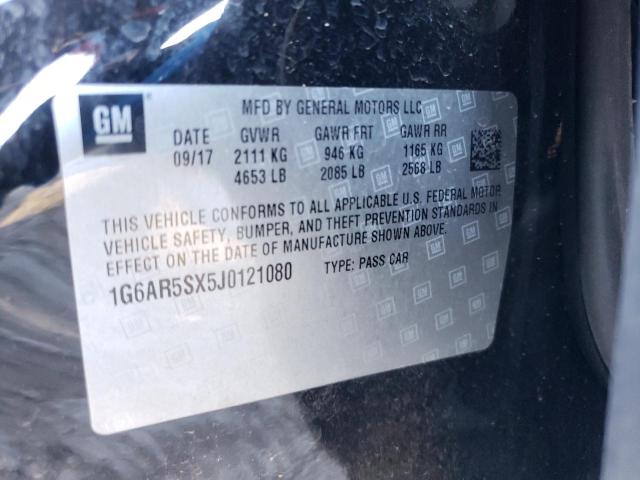 GM
MFD BY GENERAL MOTORS LLC
DATE GVWR GAWR FRT GAWR RR
09/17 2111 KG 946 KG 1165 KG
4653 LB 2085 LB 2568 LB
THIS VEHICLE CONFORMS TO ALL APPLICABLE U.S. FEDERAL MOTOR
VEHICLE SAFETY, BUMPER, AND THEFT PREVENTION STANDARDS IN
EFFECT ON THE DATE OF MANUFACTURE SHOWN ABOVE.
1G6AR5SX5J0121080 TYPE: PASS CAR